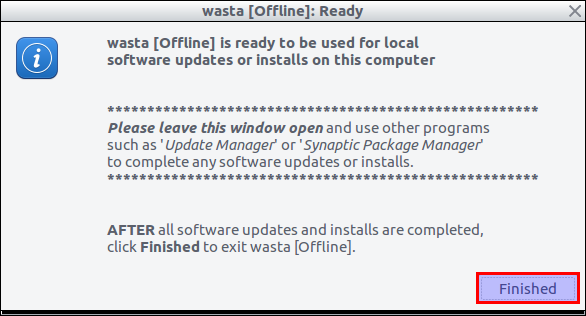 wasta [Offline]: Ready
wasta [Offline] is ready to be used for local
software updates or installs on this computer
******************************************************
Please leave this window open and use other programs
such as 'Update Manager' or 'Synaptic Package Manager'
to complete any software updates or installs.
******************************************************
AFTER all software updates and installs are completed,
click Finished to exit wasta [Offline].
Finished